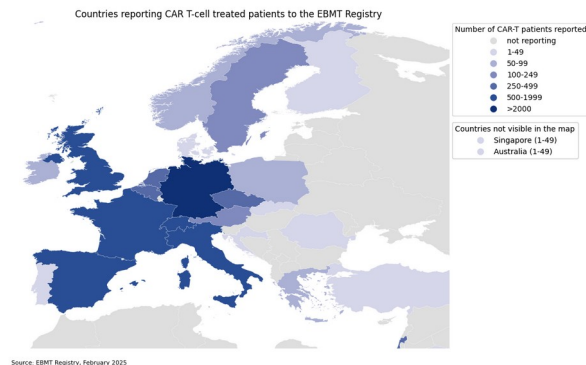 Countries reporting CAR T-cell treated patients to the EBMT Registry
Number of CAR-T patients reported
not reporting
1-49
50-99
100-249
250-499
500-1999
>2000
Countries not visible in the map
Singapore (1-49)
Australia (1-49)
Source: EBMT Registry, February 2025